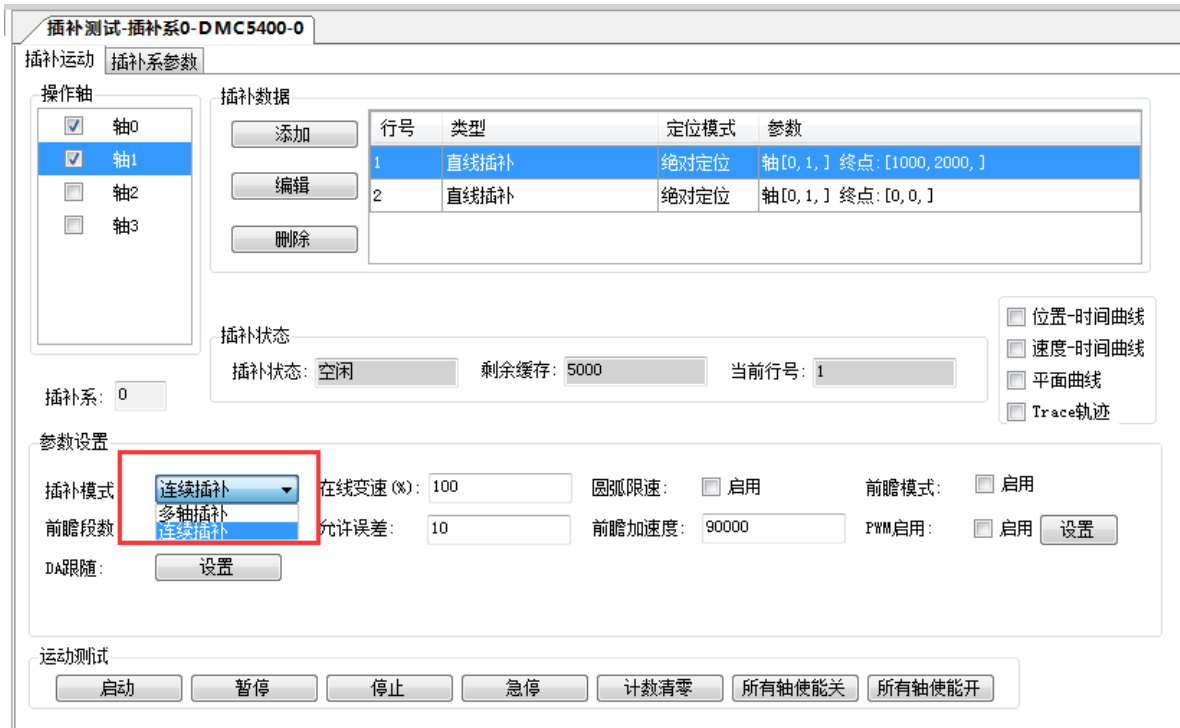 插补测试-插补系0-DMC5400-0
插补运动 插补系参数
操作轴
轴0
轴1
轴2
轴3
插补数据
添加
编辑
删除
行号 类型 定位模式 参数
1 直线插补 绝对定位 轴[0,1,] 终点:[1000,2000,]
2 直线插补 绝对定位 轴[0,1,] 终点:[0,0,]
插补状态
插补状态: 空闲 剩余缓存: 5000 当前行号: 1
位置-时间曲线
速度-时间曲线
平面曲线
Trace轨迹
插补系: 0
参数设置
插补模式 连续插补 在线变速(%): 100 圆弧限速: 启用 前瞻模式: 启用
多轴插补
连续插补
前瞻段数 允许误差: 10 前瞻加速度: 90000 PWM启用: 启用 设置
DA跟随: 设置
运动测试
启动 暂停 停止 急停 计数清零 所有轴使能关 所有轴使能开